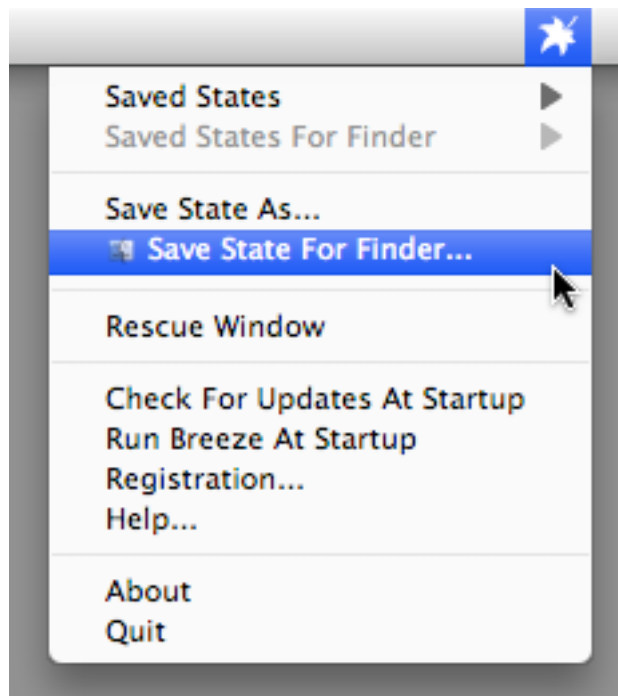 Saved States
Saved States For Finder
Save State As...
Save State For Finder...
Rescue Window
Check For Updates At Startup
Run Breeze At Startup
Registration...
Help...
About
Quit